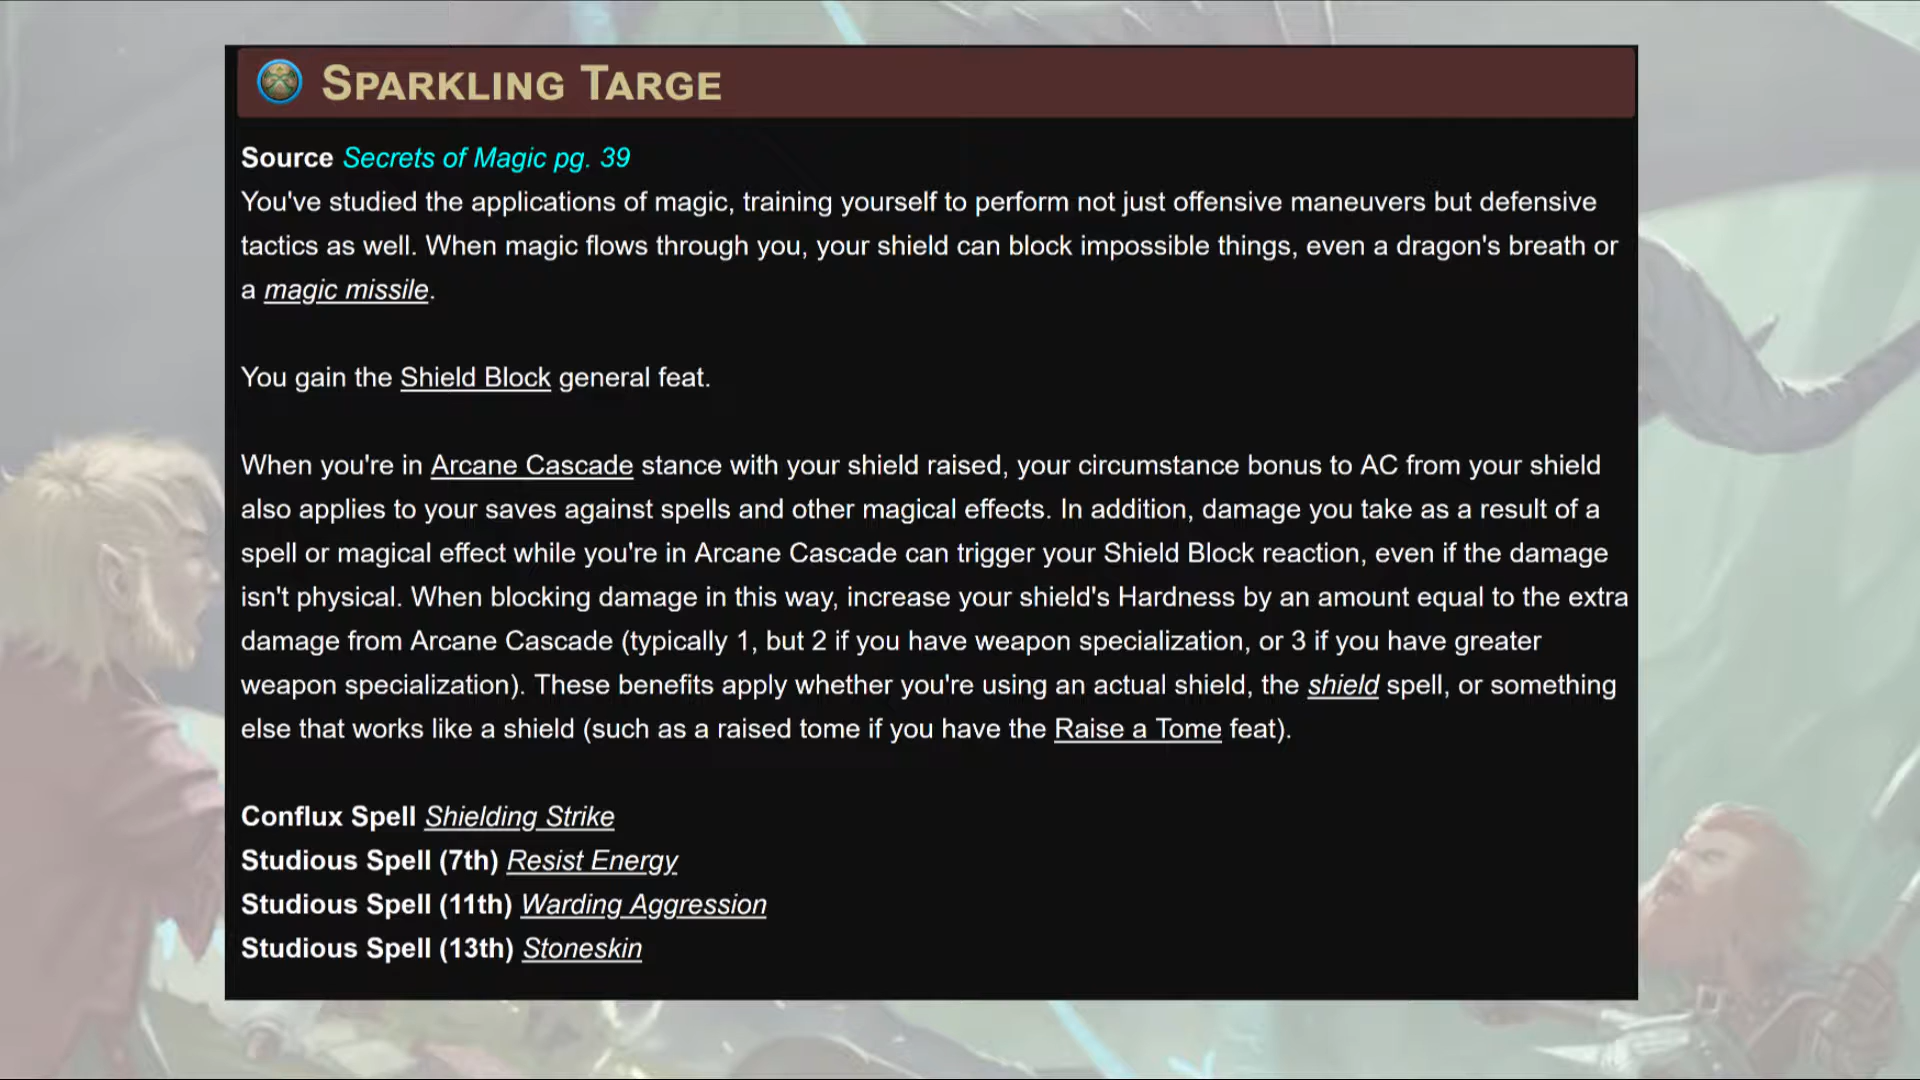 SPARKLING TARGE
Source Secrets of Magic pg. 39
You've studied the applications of magic, training yourself to perform not just offensive maneuvers but defensive
tactics as well. When magic flows through you, your shield can block impossible things, even a dragon's breath or
a magic missile.
You gain the Shield Block general feat.
When you're in Arcane Cascade stance with your shield raised, your circumstance bonus to AC from your shield
also applies to your saves against spells and other magical effects. In addition, damage you take as a result of a
spell or magical effect while you're in Arcane Cascade can trigger your Shield Block reaction, even if the damage
isn't physical. When blocking damage in this way, increase your shield's Hardness by an amount equal to the extra
damage from Arcane Cascade (typically 1, but 2 if you have weapon specialization, or 3 if you have greater
weapon specialization). These benefits apply whether you're using an actual shield, the shield spell, or something
else that works like a shield (such as a raised tome if you have the Raise a Tome feat).
Conflux Spell Shielding Strike
Studious Spell (7th) Resist Energy
Studious Spell (11th) Warding Aggression
Studious Spell (13th) Stoneskin